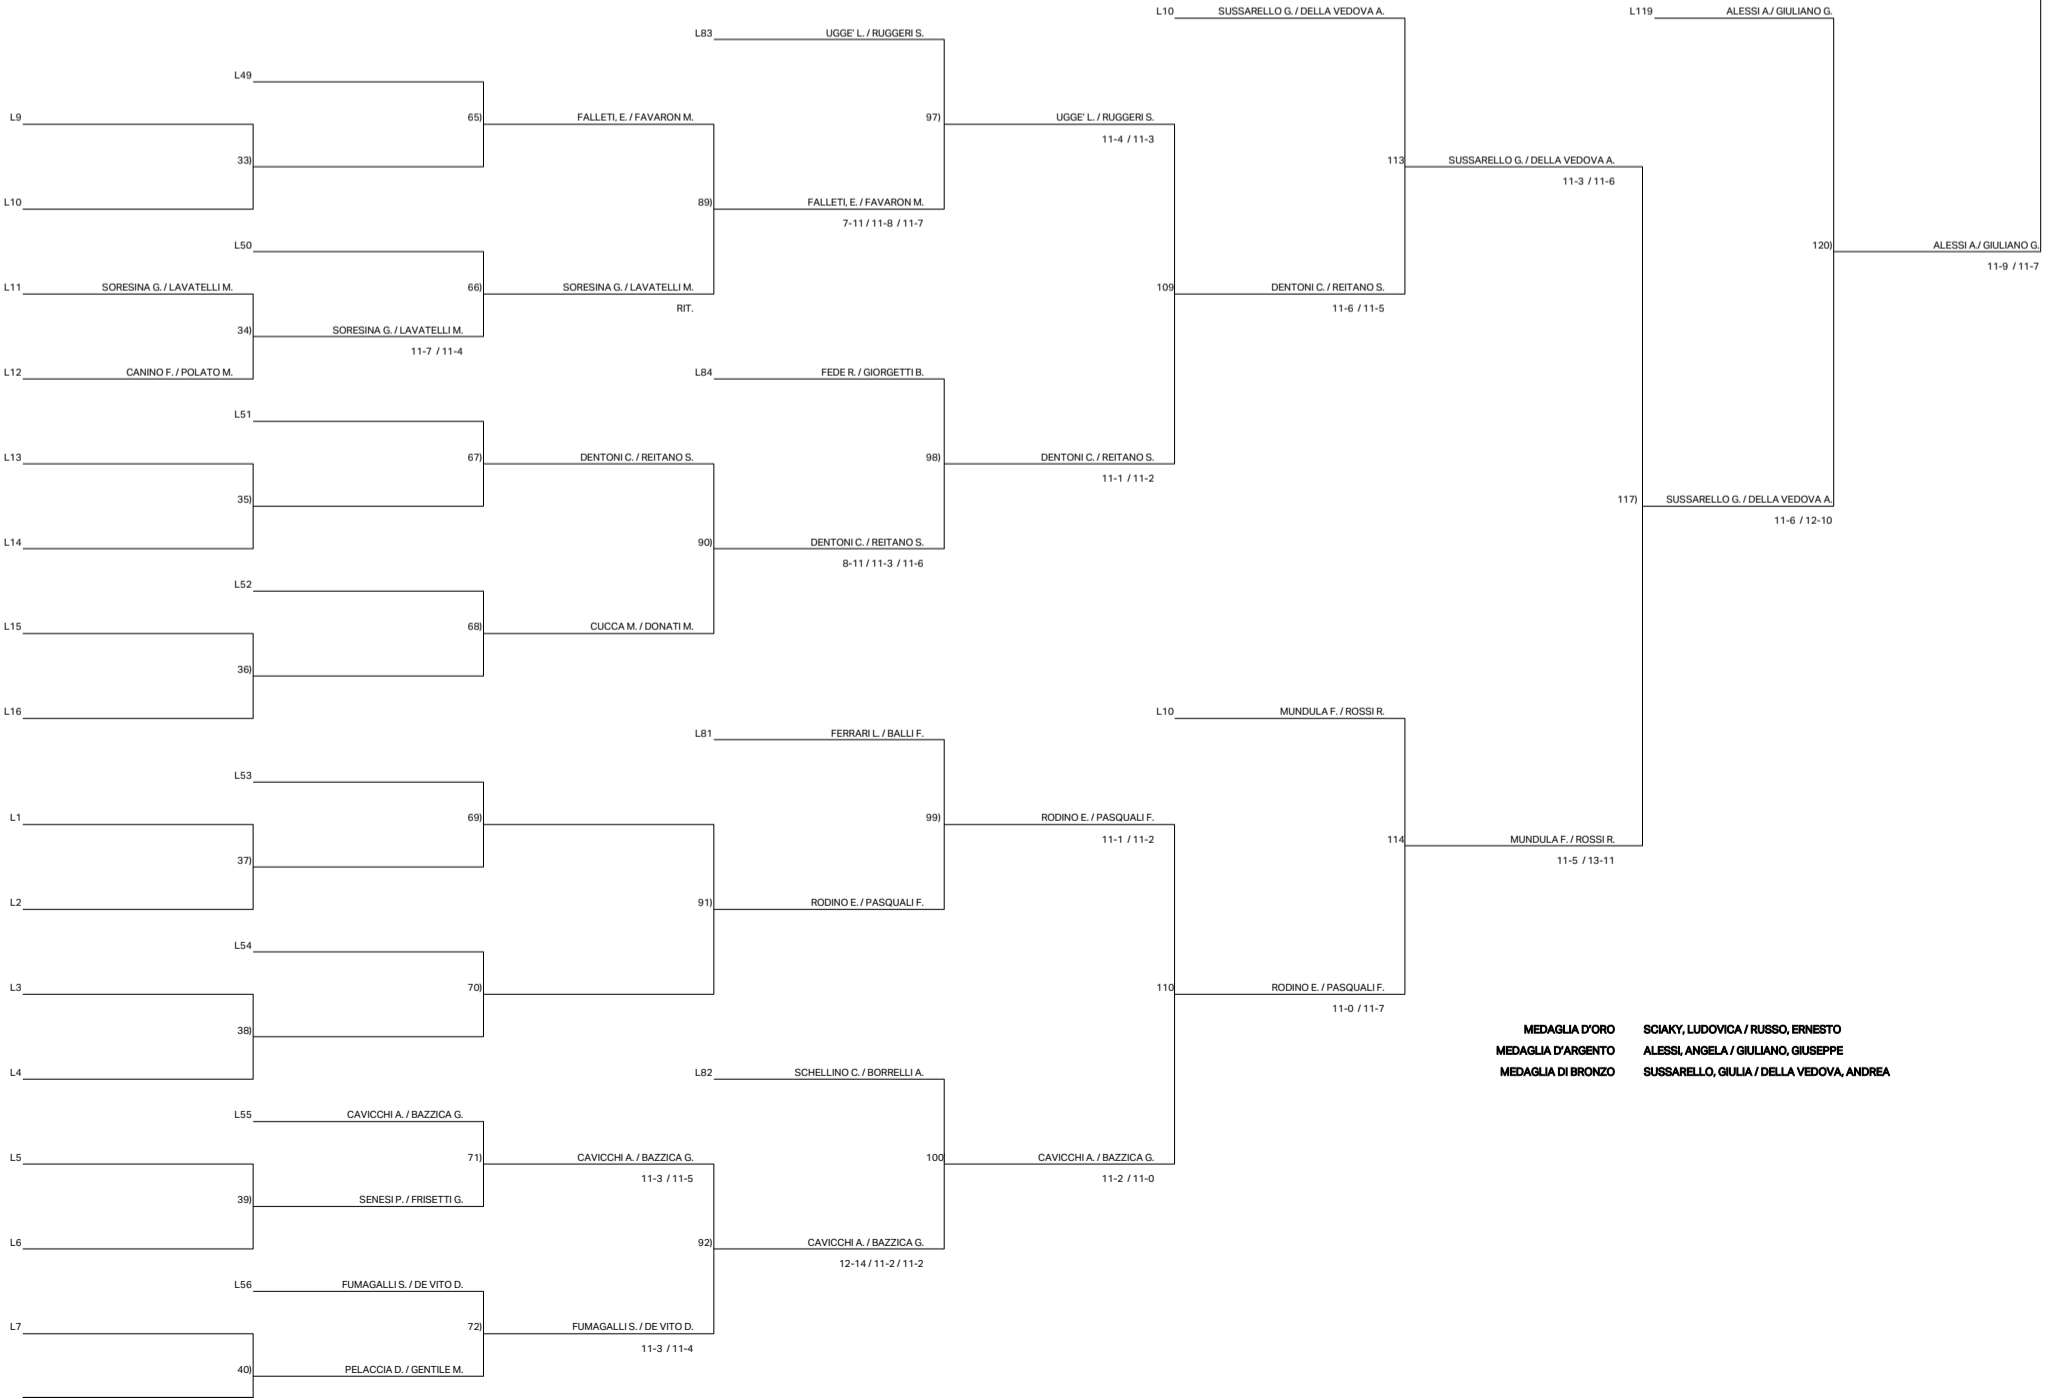 L10 SUSSARELLO G. / DELLA VEDOVA A.
L119 ALESSI A./ GIULIANO G.
L83 UGGE' L. / RUGGERI S.
L49
L9
65) FALLETI, E. / FAVARON M.
97) UGGE' L. / RUGGERI S.
11-4 / 11-3
33)
113 SUSSARELLO G. / DELLA VEDOVA A.
11-3 / 11-6
L10
89) FALLETI, E. / FAVARON M.
7-11 / 11-8 / 11-7
L50
120) ALESSI A./ GIULIANO G.
11-9 / 11-7
L11 SORESINA G. / LAVATELLI M.
66) SORESINA G. / LAVATELLI M.
RIT.
109 DENTONI C. / REITANO S.
11-6 / 11-5
34) SORESINA G. / LAVATELLI M.
11-7 / 11-4
L12 CANINO F. / POLATO M.
L84 FEDE R. / GIORGETTI B.
L51
L13
67) DENTONI C. / REITANO S.
98) DENTONI C. / REITANO S.
11-1 / 11-2
35)
117) SUSSARELLO G. / DELLA VEDOVA A.
11-6 / 12-10
L14
90) DENTONI C. / REITANO S.
8-11 / 11-3 / 11-6
L52
L15
68) CUCCA M. / DONATI M.
36)
L16
L10 MUNDULA F. / ROSSI R.
L81 FERRARI L. / BALLI F.
L53
L1
69)
99) RODINO E. / PASQUALI F.
11-1 / 11-2
114 MUNDULA F. / ROSSI R.
11-5 / 13-11
37)
L2
91) RODINO E. / PASQUALI F.
L54
L3
70)
110 RODINO E. / PASQUALI F.
11-0 / 11-7
38)
MEDAGLIA D'ORO SCIAKY, LUDOVICA / RUSSO, ERNESTO
MEDAGLIA D'ARGENTO ALESSI, ANGELA / GIULIANO, GIUSEPPE
MEDAGLIA DI BRONZO SUSSARELLO, GIULIA / DELLA VEDOVA, ANDREA
L4
L82 SCHELLINO C. / BORRELLI A.
L55 CAVICCHI A. / BAZZICA G.
L5
71) CAVICCHI A. / BAZZICA G.
11-3 / 11-5
100 CAVICCHI A. / BAZZICA G.
11-2 / 11-0
39) SENESI P. / FRISETTI G.
L6
92) CAVICCHI A. / BAZZICA G.
12-14 / 11-2 / 11-2
L56 FUMAGALLI S. / DE VITO D.
L7
72) FUMAGALLI S. / DE VITO D.
11-3 / 11-4
40) PELACCIA D. / GENTILE M.